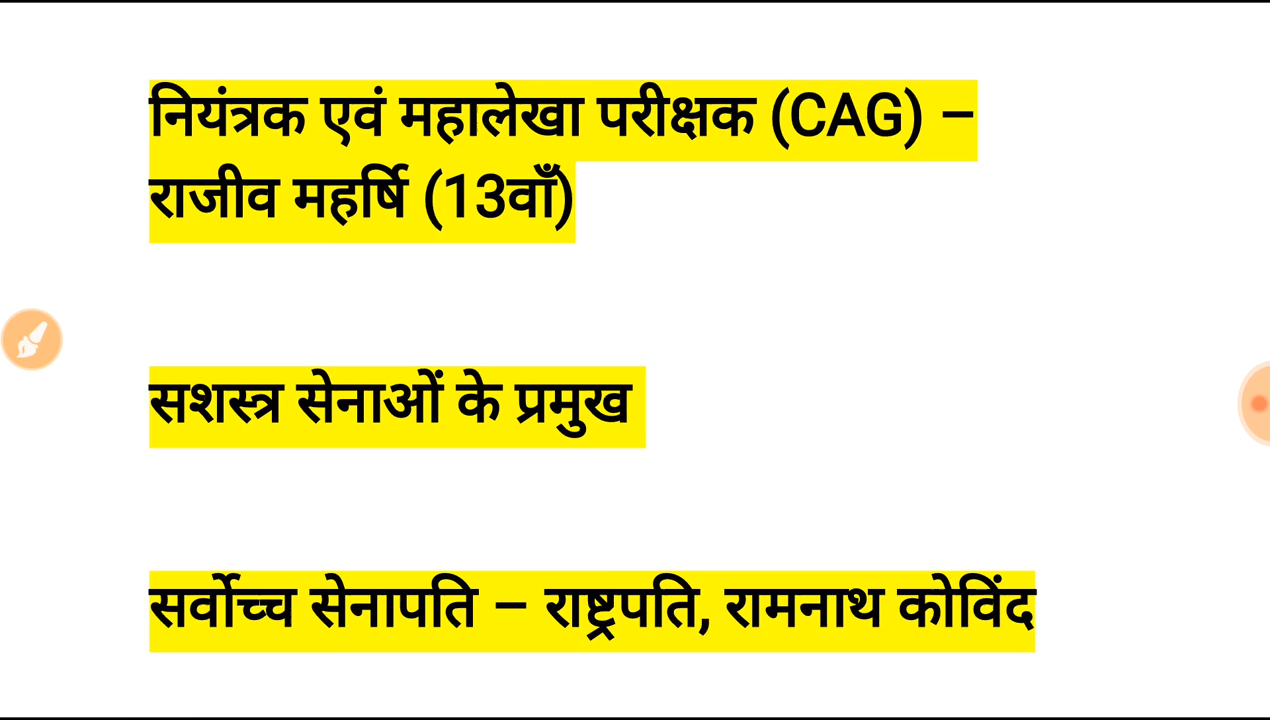 नियंत्रक एवं महालेखा परीक्षक (CAG) –
राजीव महर्षि (13वाँ)
सशस्त्र सेनाओं के प्रमुख
सर्वोच्च सेनापति – राष्ट्रपति, रामनाथ कोविंद